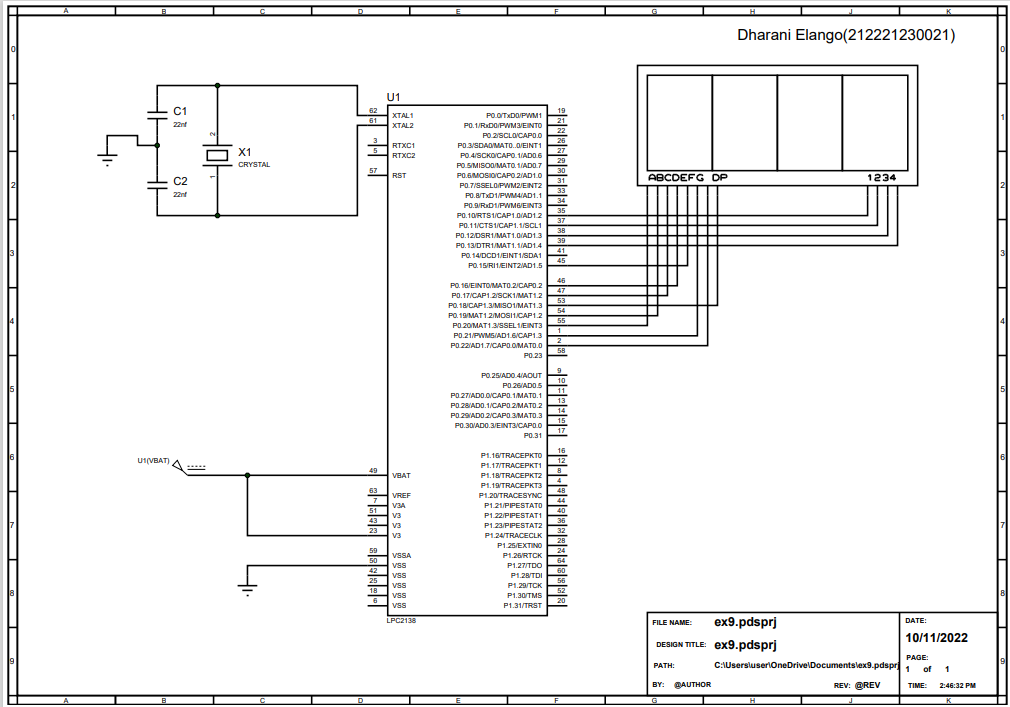 A B C D E F G H J K
Dharani Elango(212221230021)
0 0
1 1
2 2
3 3
4 4
5 5
6 6
7 7
8 8
9 9
C1
22nf
C2
22nf
2
X1
CRYSTAL
1
U1
62 XTAL1
61 XTAL2
3 RTXC1
5 RTXC2
57 RST
U1(VBAT)
49 VBAT
63 VREF
7 V3A
51 V3
43 V3
23 V3
59 VSSA
50 VSS
42 VSS
25 VSS
18 VSS
6 VSS
P0.0/TxD0/PWM1 19
P0.1/RxD0/PWM3/EINT0 21
P0.2/SCL0/CAP0.0 22
P0.3/SDA0/MAT0..0/EINT1 26
P0.4/SCK0/CAP0.1/AD0.6 27
P0.5/MISO0/MAT0.1/AD0.7 29
P0.6/MOSI0/CAP0.2/AD1.0 30
P0.7/SSEL0/PWM2/EINT2 31
P0.8/TxD1/PWM4/AD1.1 33
P0.9/RxD1/PWM6/EINT3 34
P0.10/RTS1/CAP1.0/AD1.2 35
P0.11/CTS1/CAP1.1/SCL1 37
P0.12/DSR1/MAT1.0/AD1.3 38
P0.13/DTR1/MAT1.1/AD1.4 39
P0.14/DCD1/EINT1/SDA1 41
P0.15/RI1/EINT2/AD1.5 45
P0.16/EINT0/MAT0.2/CAP0.2 46
P0.17/CAP1.2/SCK1/MAT1.2 47
P0.18/CAP1.3/MISO1/MAT1.3 53
P0.19/MAT1.2/MOSI1/CAP1.2 54
P0.20/MAT1.3/SSEL1/EINT3 55
P0.21/PWM5/AD1.6/CAP1.3 1
P0.22/AD1.7/CAP0.0/MAT0.0 2
P0.23 58
P0.25/AD0.4/AOUT 9
P0.26/AD0.5 10
P0.27/AD0.0/CAP0.1/MAT0.1 11
P0.28/AD0.1/CAP0.2/MAT0.2 13
P0.29/AD0.2/CAP0.3/MAT0.3 14
P0.30/AD0.3/EINT3/CAP0.0 15
P0.31 17
P1.16/TRACEPKT0 16
P1.17/TRACEPKT1 12
P1.18/TRACEPKT2 8
P1.19/TRACEPKT3 4
P1.20/TRACESYNC 48
P1.21/PIPESTAT0 44
P1.22/PIPESTAT1 40
P1.23/PIPESTAT2 36
P1.24/TRACECLK 32
P1.25/EXTIN0 28
P1.26/RTCK 24
P1.27/TDO 64
P1.28/TDI 60
P1.29/TCK 56
P1.30/TMS 52
P1.31/TRST 20
LPC2138
ABCDEFG DP 1234
FILE NAME: ex9.pdsprj
DESIGN TITLE: ex9.pdsprj
PATH: C:\Users\user\OneDrive\Documents\ex9.pdsprj
BY: @AUTHOR REV: @REV
DATE:
10/11/2022
PAGE:
1 of 1
TIME: 2:46:32 PM
A B C D E F G H J K